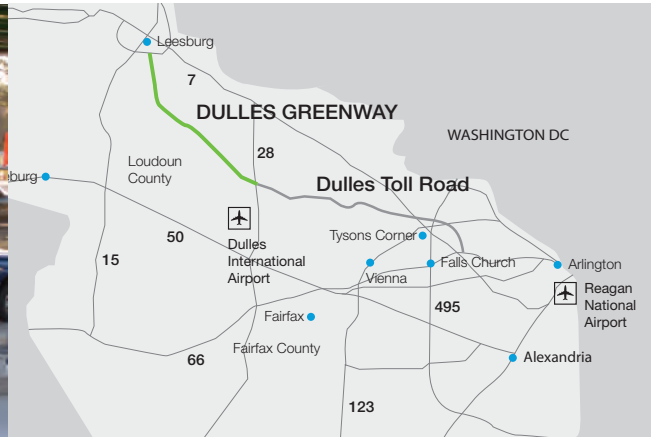 Leesburg
7
DULLES GREENWAY
WASHINGTON DC
28
Loudoun
County
burg
Dulles Toll Road
50
Tysons Corner
Dulles
International
Airport
15
Vienna
Falls Church
Arlington
Reagan
National
Airport
495
Fairfax
Fairfax County
66
Alexandria
123